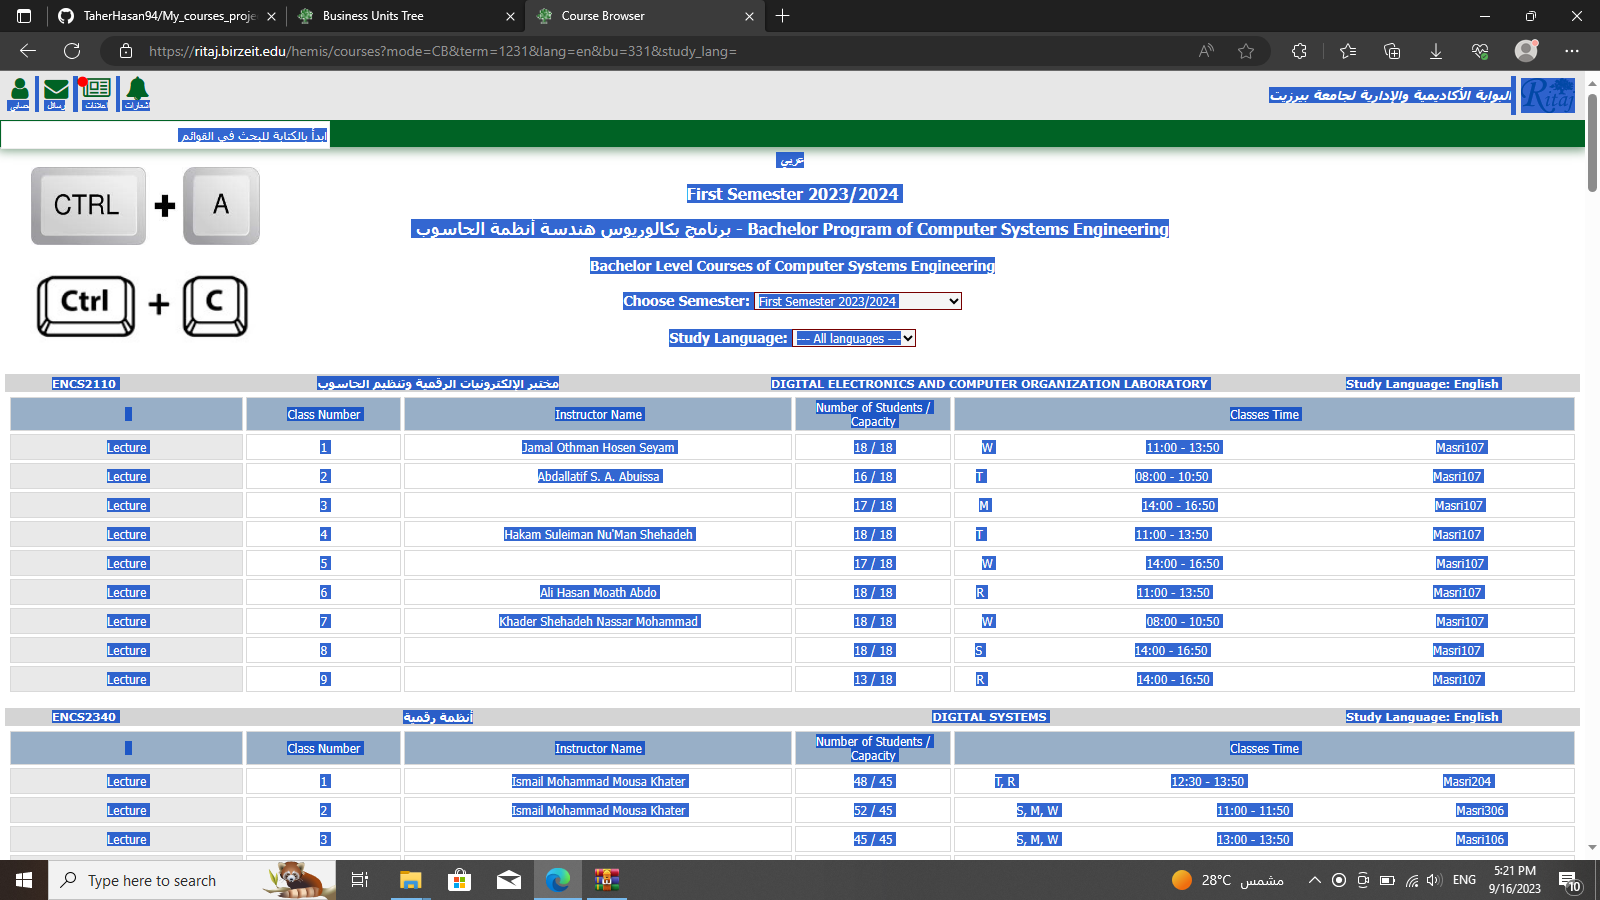 TaherHasan94/My_courses_proje
Business Units Tree
Course Browser
https://ritaj.birzeit.edu/hemis/courses?mode=CB&term=1231&lang=en&bu=331&study_lang=
حسابي
رسائل
اعلانات
اشعارات
البوابة الأكاديمية والإدارية لجامعة بيرزيت
Ritaj
ابدأ بالكتابة للبحث في القوائم
عربي
CTRL + A
First Semester 2023/2024
برنامج بكالوريوس هندسة أنظمة الحاسوب - Bachelor Program of Computer Systems Engineering
Bachelor Level Courses of Computer Systems Engineering
Ctrl + C
Choose Semester: First Semester 2023/2024
Study Language: --- All languages ---
ENCS2110 مختبر الإلكترونيات الرقمية وتنظيم الحاسوب DIGITAL ELECTRONICS AND COMPUTER ORGANIZATION LABORATORY Study Language: English
Class Number Instructor Name Number of Students / Capacity Classes Time
Lecture 1 Jamal Othman Hosen Seyam 18 / 18 W 11:00 - 13:50 Masri107
Lecture 2 Abdallatif S. A. Abuissa 16 / 18 T 08:00 - 10:50 Masri107
Lecture 3 17 / 18 M 14:00 - 16:50 Masri107
Lecture 4 Hakam Suleiman Nu'Man Shehadeh 18 / 18 T 11:00 - 13:50 Masri107
Lecture 5 17 / 18 W 14:00 - 16:50 Masri107
Lecture 6 Ali Hasan Moath Abdo 18 / 18 R 11:00 - 13:50 Masri107
Lecture 7 Khader Shehadeh Nassar Mohammad 18 / 18 W 08:00 - 10:50 Masri107
Lecture 8 18 / 18 S 14:00 - 16:50 Masri107
Lecture 9 13 / 18 R 14:00 - 16:50 Masri107
ENCS2340 أنظمة رقمية DIGITAL SYSTEMS Study Language: English
Class Number Instructor Name Number of Students / Capacity Classes Time
Lecture 1 Ismail Mohammad Mousa Khater 48 / 45 T, R 12:30 - 13:50 Masri204
Lecture 2 Ismail Mohammad Mousa Khater 52 / 45 S, M, W 11:00 - 11:50 Masri306
Lecture 3 45 / 45 S, M, W 13:00 - 13:50 Masri106
Type here to search
28°C مشمس
ENG
5:21 PM
9/16/2023
10